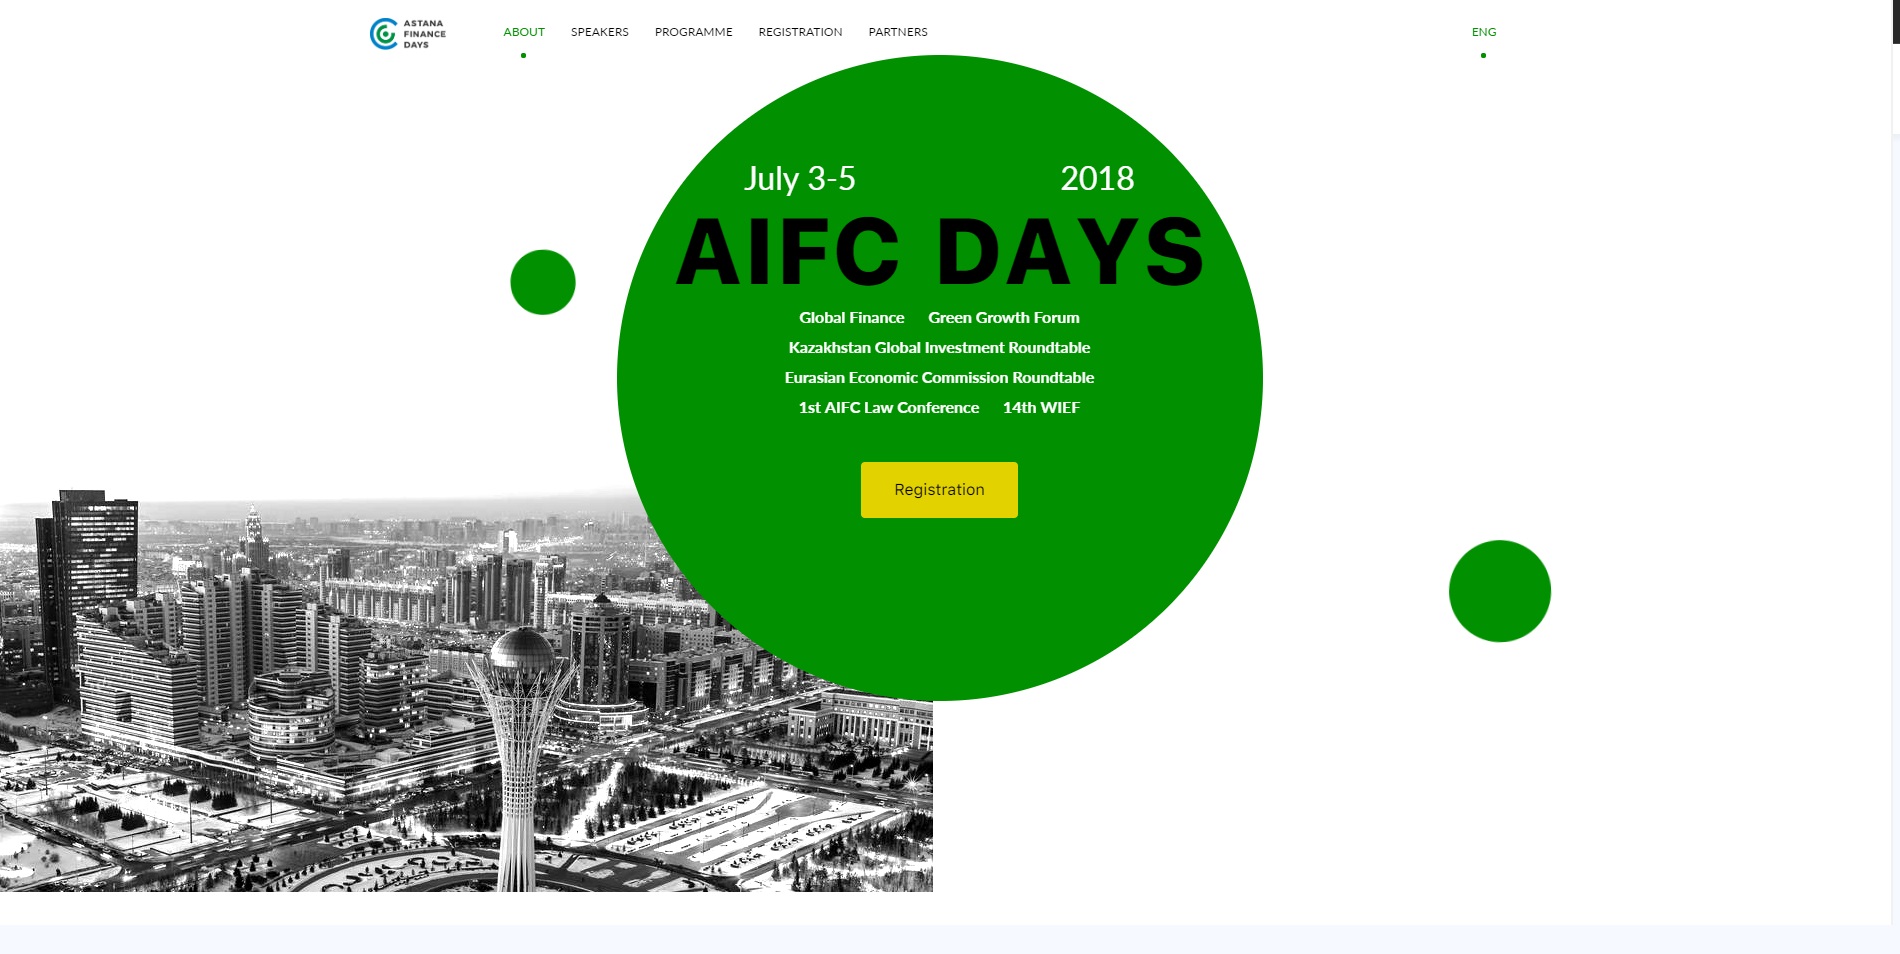 ASTANA
FINANCE
DAYS
ABOUT SPEAKERS PROGRAMME REGISTRATION PARTNERS ENG
July 3-5 2018
AIFC DAYS
Global Finance Green Growth Forum
Kazakhstan Global Investment Roundtable
Eurasian Economic Commission Roundtable
1st AIFC Law Conference 14th WIEF
Registration